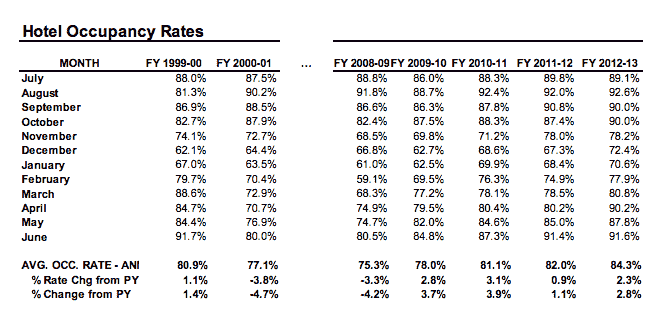 Hotel Occupancy Rates
MONTH FY 1999-00 FY 2000-01 ... FY 2008-09 FY 2009-10 FY 2010-11 FY 2011-12 FY 2012-13
July 88.0% 87.5% 88.8% 86.0% 88.3% 89.8% 89.1%
August 81.3% 90.2% 91.8% 88.7% 92.4% 92.0% 92.6%
September 86.9% 88.5% 86.6% 86.3% 87.8% 90.8% 90.0%
October 82.7% 87.9% 82.4% 87.5% 88.3% 87.4% 90.0%
November 74.1% 72.7% 68.5% 69.8% 71.2% 78.0% 78.2%
December 62.1% 64.4% 66.8% 62.7% 68.6% 67.3% 72.4%
January 67.0% 63.5% 61.0% 62.5% 69.9% 68.4% 70.6%
February 79.7% 70.4% 59.1% 69.5% 76.3% 74.9% 77.9%
March 88.6% 72.9% 68.3% 77.2% 78.1% 78.5% 80.8%
April 84.7% 70.7% 74.9% 79.5% 80.4% 80.2% 90.2%
May 84.4% 76.9% 74.7% 82.0% 84.6% 85.0% 87.8%
June 91.7% 80.0% 80.5% 84.8% 87.3% 91.4% 91.6%
AVG. OCC. RATE - ANI 80.9% 77.1% 75.3% 78.0% 81.1% 82.0% 84.3%
% Rate Chg from PY 1.1% -3.8% -3.3% 2.8% 3.1% 0.9% 2.3%
% Change from PY 1.4% -4.7% -4.2% 3.7% 3.9% 1.1% 2.8%